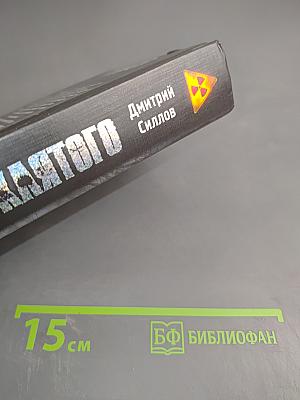 Дмитрий
Силлов
КЛЯТОГО
15 см
БФ БИБЛИОФАН